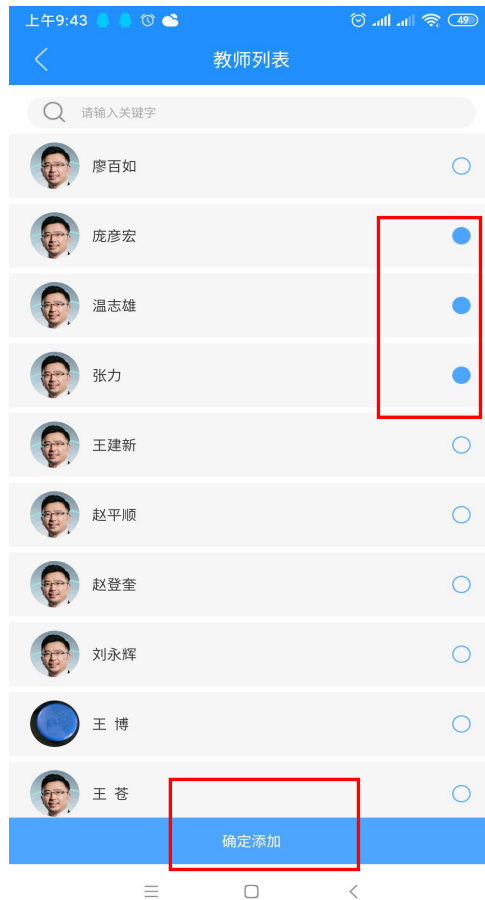 上午9:43
49
教师列表
请输入关键字
廖百如
庞彦宏
温志雄
张力
王建新
赵平顺
赵登奎
刘永辉
王 博
王 苍
确定添加